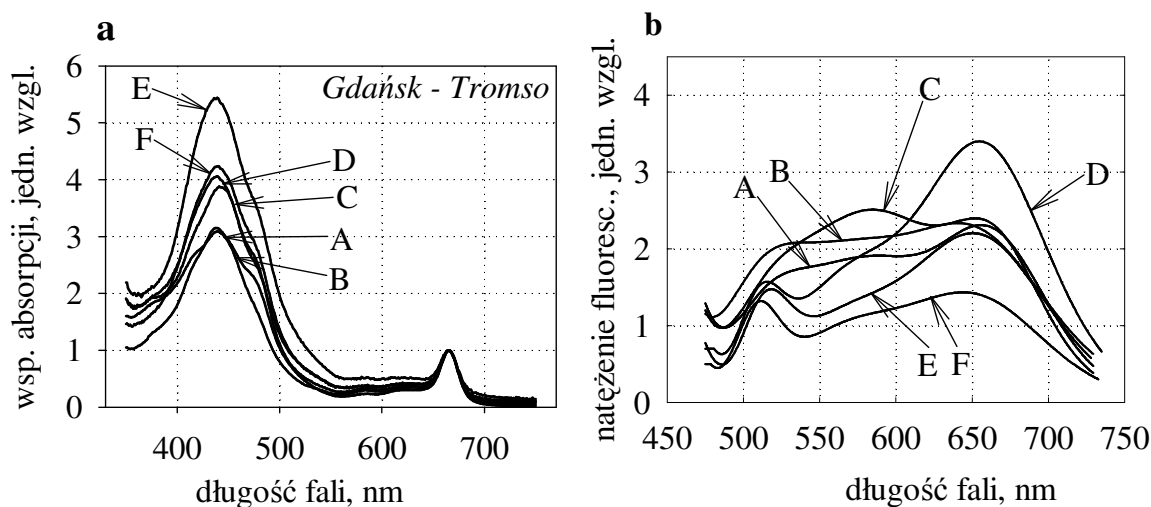 a
wsp. absorpcji, jedn. wzgl.
6
5
4
3
2
1
0
Gdańsk - Tromso
E
F
D
C
A
B
400
500
600
700
długość fali, nm
b
natężenie fluoresc., jedn. wzgl.
4
3
2
1
0
C
B
A
D
E
F
450
500
550
600
650
700
750
długość fali, nm